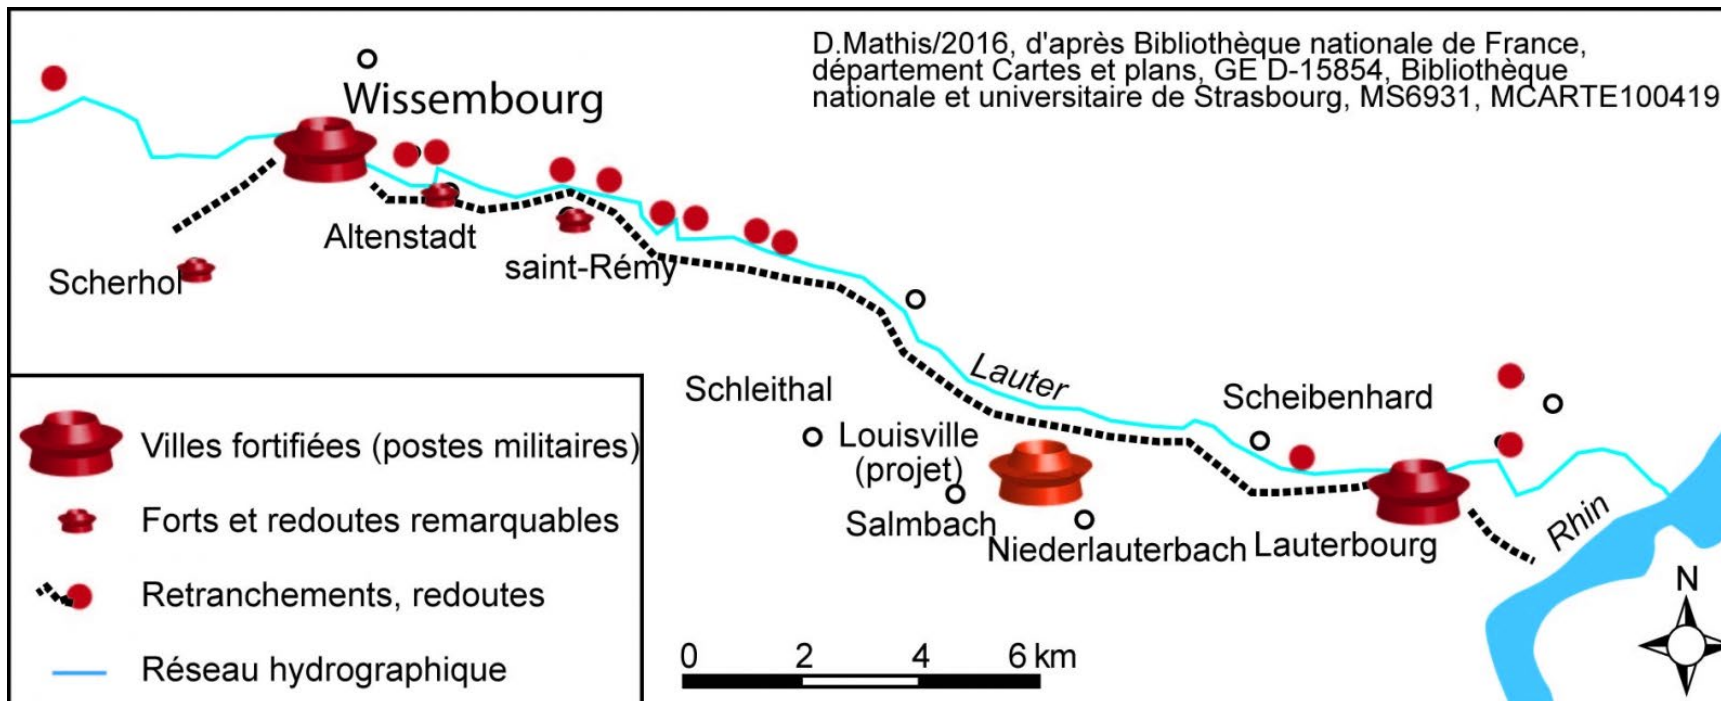 D.Mathis/2016, d'après Bibliothèque nationale de France,
département Cartes et plans, GE D-15854, Bibliothèque
nationale et universitaire de Strasbourg, MS6931, MCARTE100419
Wissembourg
Altenstadt
saint-Rémy
Scherhol
Lauter
Schleithal
Scheibenhard
Louisville
(projet)
Salmbach
Niederlauterbach
Lauterbourg
Rhin
Villes fortifiées (postes militaires)
Forts et redoutes remarquables
Retranchements, redoutes
Réseau hydrographique
0 2 4 6 km
N